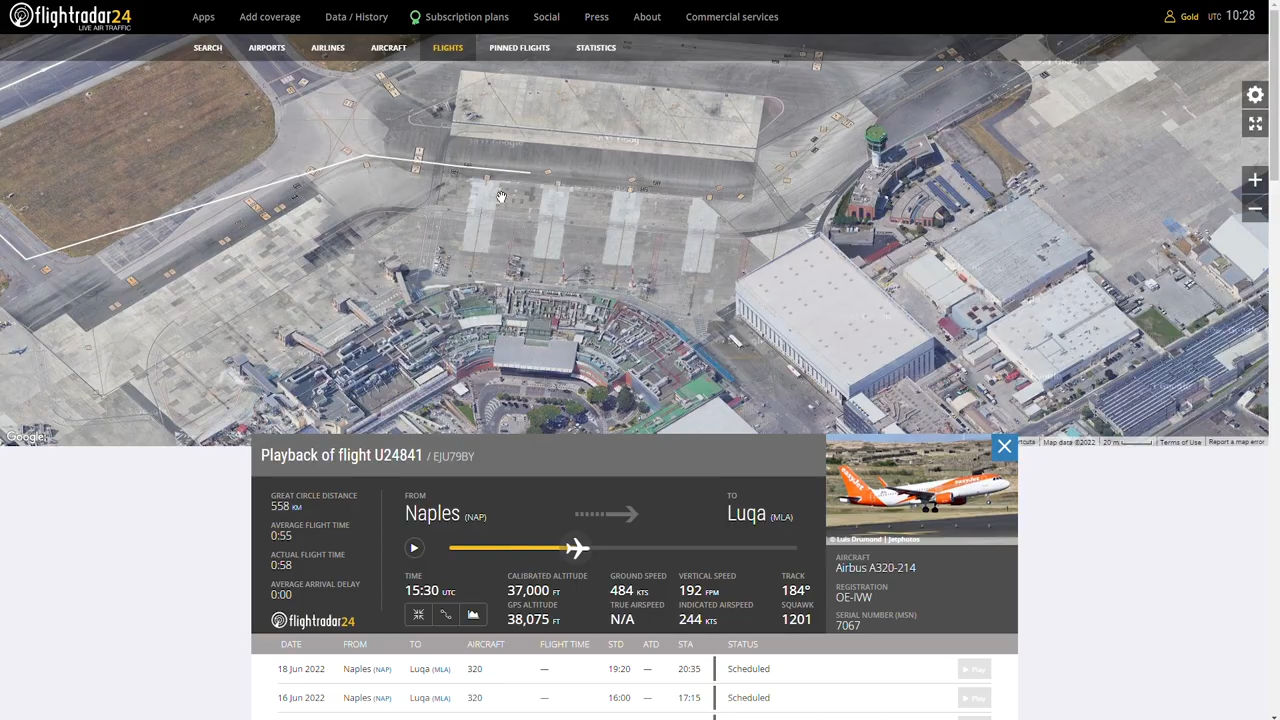 flightradar24
LIVE AIR TRAFFIC
Apps
Add coverage
Data / History
Subscription plans
Social
Press
About
Commercial services
Gold
UTC 10:28
SEARCH
AIRPORTS
AIRLINES
AIRCRAFT
FLIGHTS
PINNED FLIGHTS
STATISTICS
Google
Map data ©2022
20 m
Terms of Use
Report a map error
Playback of flight U24841 / EJU79BY
GREAT CIRCLE DISTANCE
558 KM
AVERAGE FLIGHT TIME
0:55
ACTUAL FLIGHT TIME
0:58
AVERAGE ARRIVAL DELAY
0:00
flightradar24
FROM
Naples (NAP)
TO
Luqa (MLA)
TIME
15:30 UTC
CALIBRATED ALTITUDE
37,000 FT
GPS ALTITUDE
38,075 FT
GROUND SPEED
484 KTS
TRUE AIRSPEED
N/A
VERTICAL SPEED
192 FPM
INDICATED AIRSPEED
244 KTS
TRACK
184°
SQUAWK
1201
easyJet
© Luis Drumond | Jetphotos
AIRCRAFT
Airbus A320-214
REGISTRATION
OE-IVW
SERIAL NUMBER (MSN)
7067
DATE FROM TO AIRCRAFT FLIGHT TIME STD ATD STA STATUS
18 Jun 2022 Naples (NAP) Luqa (MLA) 320 — 19:20 — 20:35 Scheduled Play
16 Jun 2022 Naples (NAP) Luqa (MLA) 320 — 16:00 — 17:15 Scheduled Play